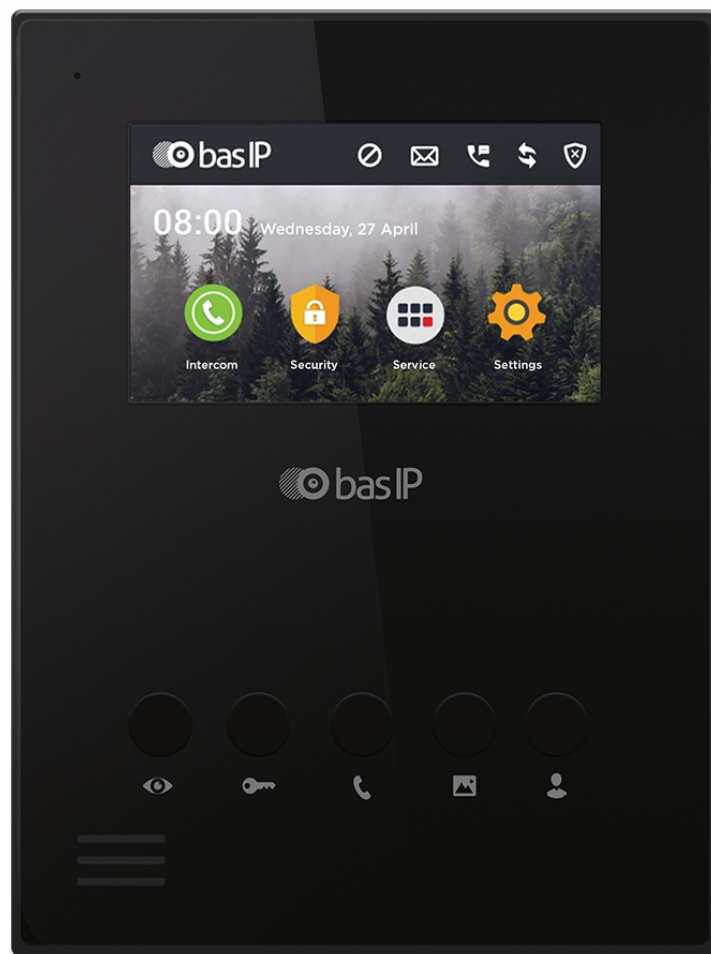 bas IP
08:00 Wednesday, 27 April
Intercom Security Service Settings
bas IP